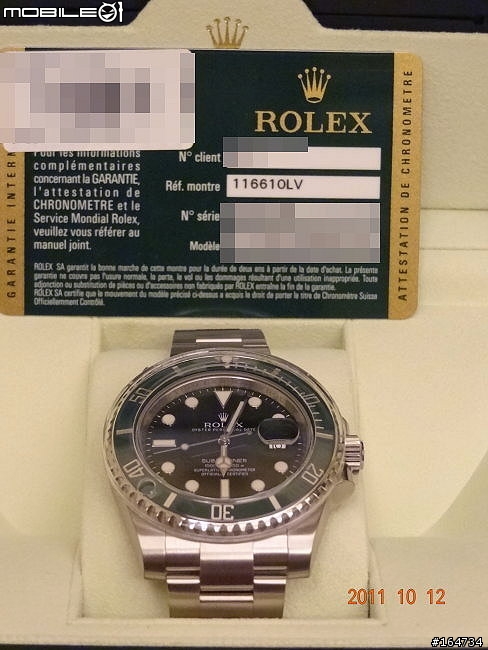 MOBILE01
ROLEX
GARANTIE INTERN
ATTESTATION DE CHRONOMETRE
Pour les informations
complémentaires
concernant la GARANTIE,
l'attestation de
CHRONOMETRE et le
Service Mondial Rolex,
veuillez vous référer au
manuel joint.
N° client
Réf. montre 116610LV
N° série
Modèle
ROLEX SA garantit la bonne marche de cette montre pour la durée de deux ans à partir de la date d'achat. La présente
garantie ne couvre pas l'usure normale, la perte, le vol ou les dommages résultant d'une utilisation inappropriée. Toute
adjonction ou substitution de pièces ou d'accessoires non fabriqués par ROLEX entraîne la fin de la garantie.
ROLEX SA certifie que le mouvement du modèle précisé ci-dessus a acquis le droit de porter le titre de Chronomètre Suisse
Officiellement Contrôlé.
ROLEX
OYSTER PERPETUAL DATE
SUBMARINER
SUPERLATIVE CHRONOMETER
OFFICIALLY CERTIFIED
50
40
30
20
2011 10 12
#164734